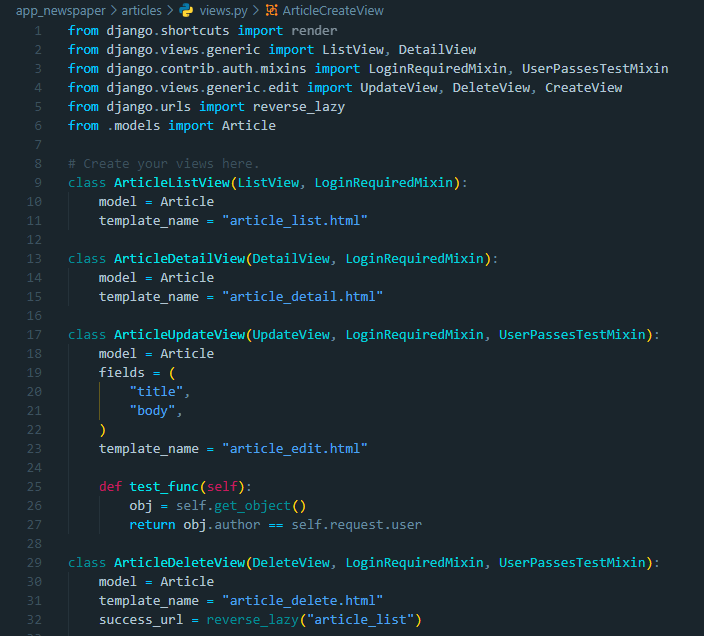 app_newspaper > articles > views.py > ArticleCreateView
1 from django.shortcuts import render
2 from django.views.generic import ListView, DetailView
3 from django.contrib.auth.mixins import LoginRequiredMixin, UserPassesTestMixin
4 from django.views.generic.edit import UpdateView, DeleteView, CreateView
5 from django.urls import reverse_lazy
6 from .models import Article
7
8 # Create your views here.
9 class ArticleListView(ListView, LoginRequiredMixin):
10     model = Article
11     template_name = "article_list.html"
12
13 class ArticleDetailView(DetailView, LoginRequiredMixin):
14     model = Article
15     template_name = "article_detail.html"
16
17 class ArticleUpdateView(UpdateView, LoginRequiredMixin, UserPassesTestMixin):
18     model = Article
19     fields = (
20         "title",
21         "body",
22     )
23     template_name = "article_edit.html"
24
25     def test_func(self):
26         obj = self.get_object()
27         return obj.author == self.request.user
28
29 class ArticleDeleteView(DeleteView, LoginRequiredMixin, UserPassesTestMixin):
30     model = Article
31     template_name = "article_delete.html"
32     success_url = reverse_lazy("article_list")